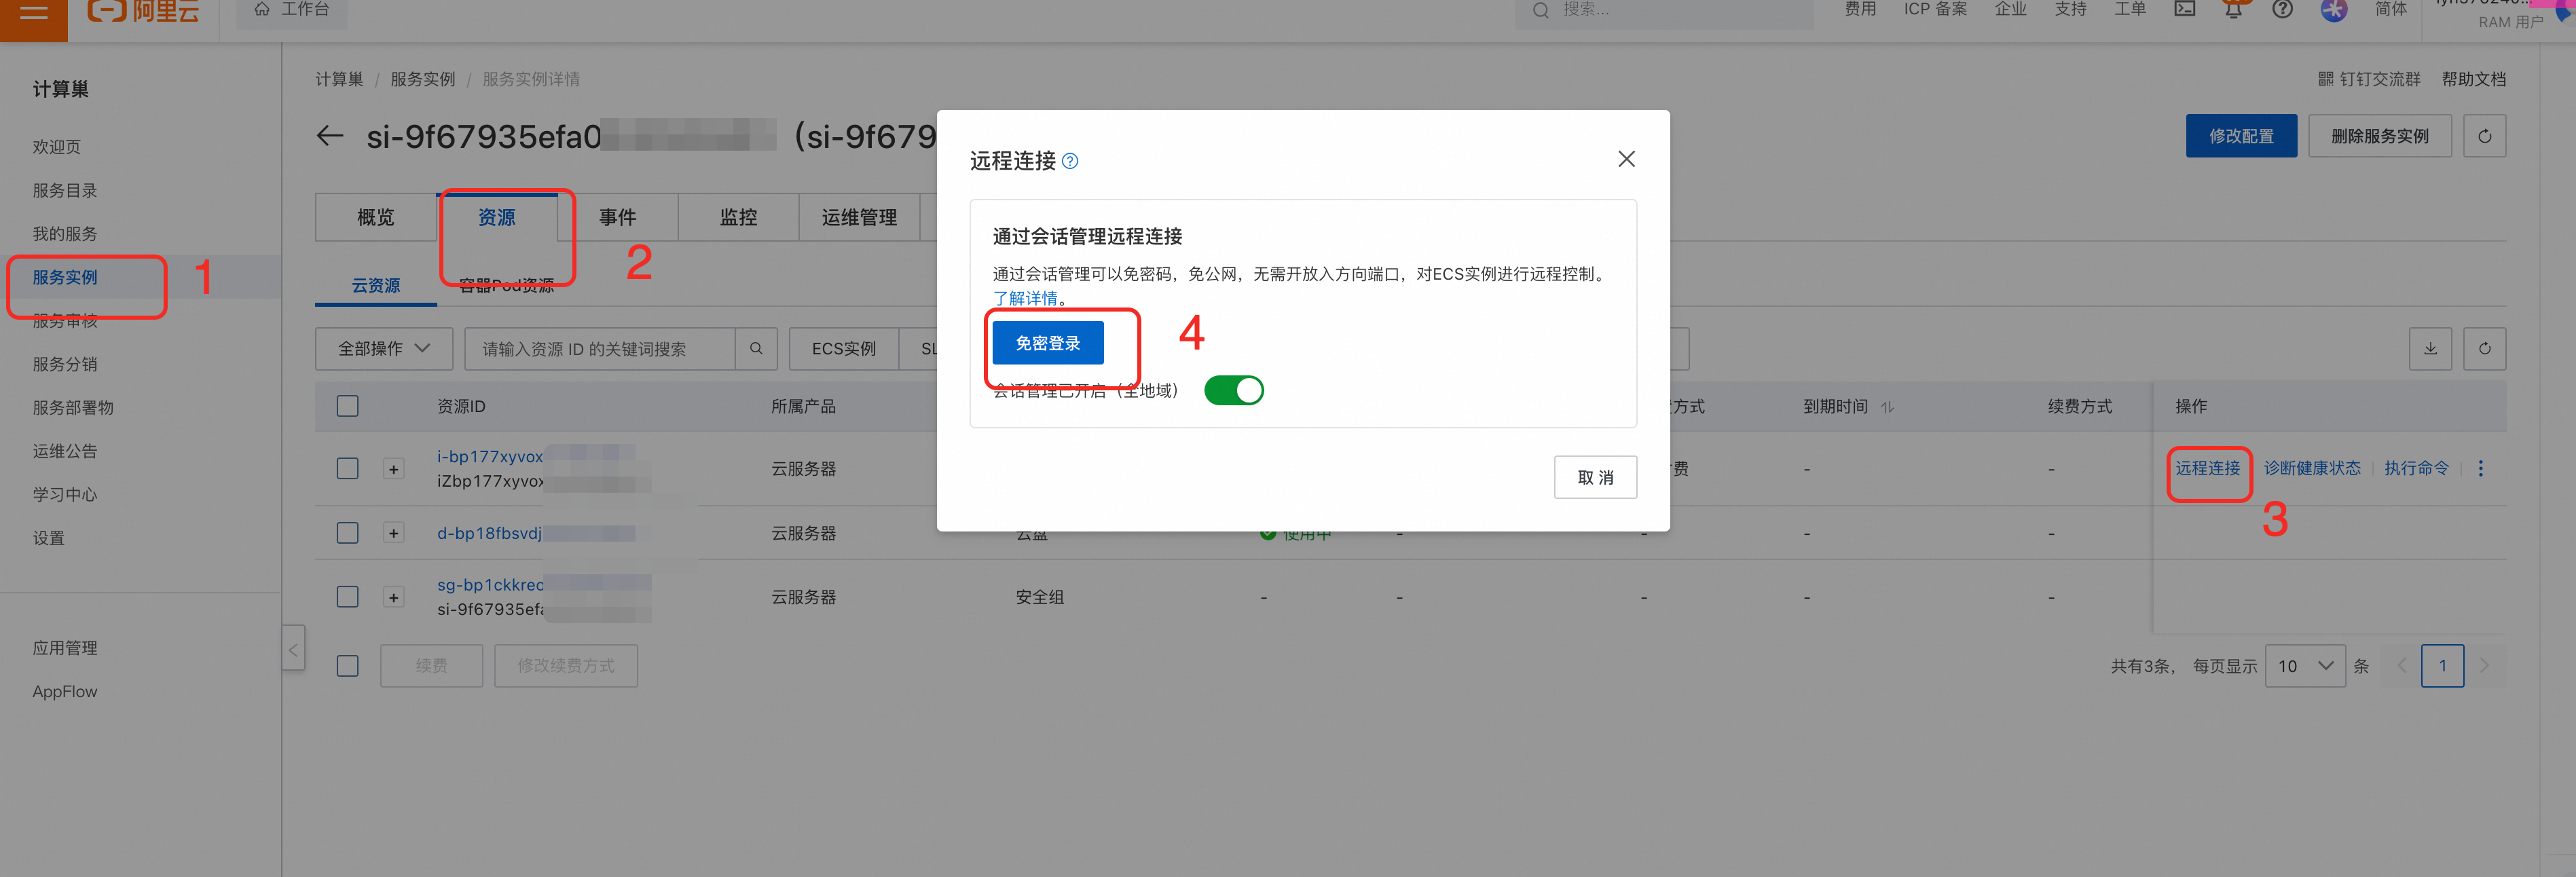 阿里云
工作台
搜索...
费用
ICP 备案
企业
支持
工单
简体
RAM 用户
计算巢
欢迎页
服务目录
我的服务
服务实例
1
服务审核
服务分销
服务部署物
运维公告
学习中心
设置
应用管理
AppFlow
计算巢 / 服务实例 / 服务实例详情
钉钉交流群
帮助文档
si-9f67935efa0
(si-9f679
修改配置
删除服务实例
概览
资源
事件
监控
运维管理
2
云资源
容器Pod资源
全部操作
请输入资源 ID 的关键词搜索
ECS实例
资源ID
所属产品
方式
到期时间
续费方式
操作
i-bp177xyvox
iZbp177xyvox
云服务器
费
-
-
远程连接
诊断健康状态
执行命令
3
d-bp18fbsvdj
云服务器
云盘
使用中
-
-
-
-
sg-bp1ckkrec
si-9f67935efa
云服务器
安全组
-
-
-
-
-
续费
修改续费方式
共有3条，
每页显示
10
条
1
远程连接
通过会话管理远程连接
通过会话管理可以免密码，免公网，无需开放入方向端口，对ECS实例进行远程控制。
了解详情。
免密登录
4
会话管理已开启（全地域）
取 消